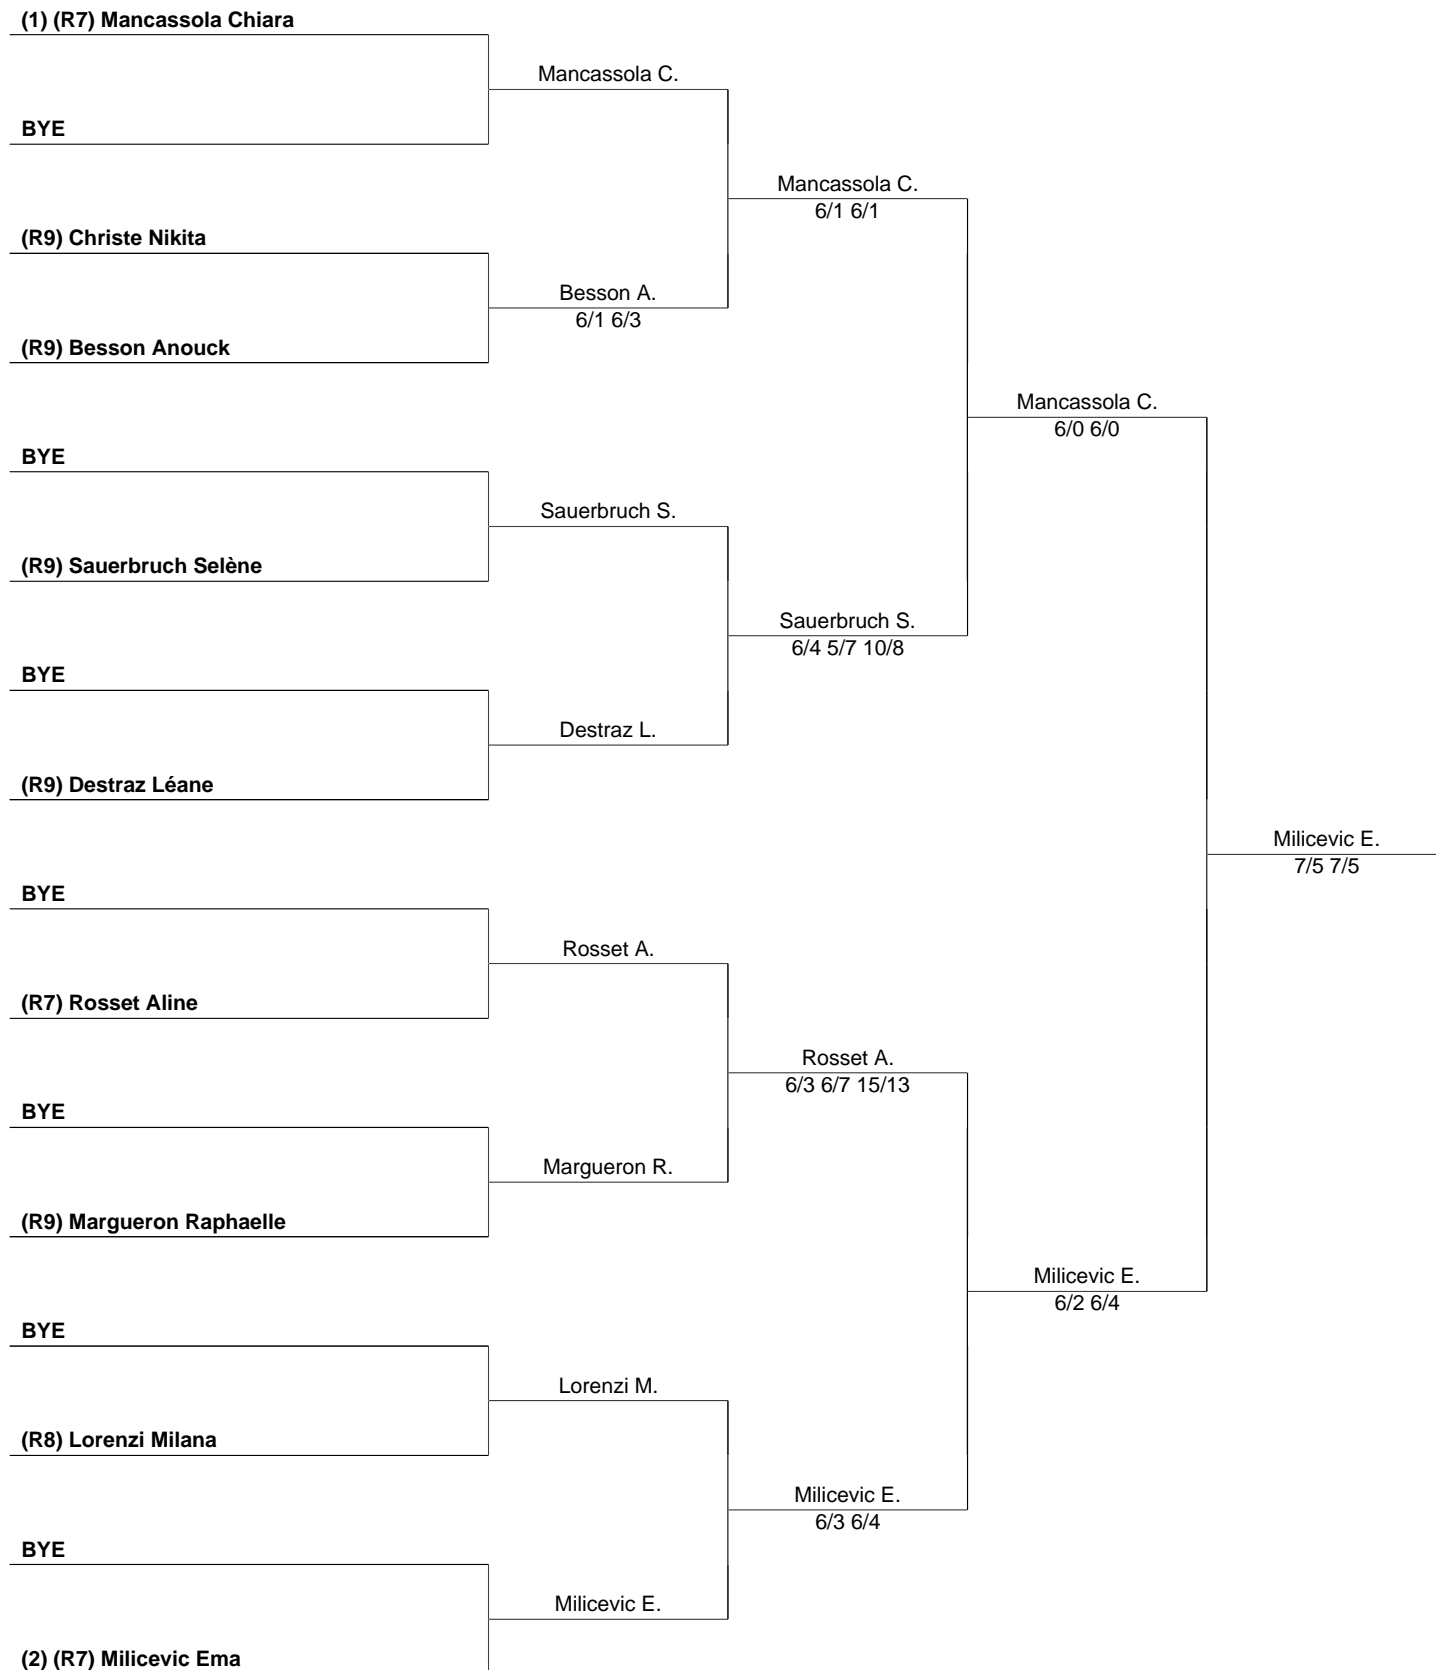 (1) (R7) Mancassola Chiara
Mancassola C.
BYE
Mancassola C.
6/1 6/1
(R9) Christe Nikita
Besson A.
6/1 6/3
(R9) Besson Anouck
Mancassola C.
6/0 6/0
BYE
Sauerbruch S.
(R9) Sauerbruch Selène
Sauerbruch S.
6/4 5/7 10/8
BYE
Destraz L.
(R9) Destraz Léane
Milicevic E.
7/5 7/5
BYE
Rosset A.
(R7) Rosset Aline
Rosset A.
6/3 6/7 15/13
BYE
Margueron R.
(R9) Margueron Raphaelle
Milicevic E.
6/2 6/4
BYE
Lorenzi M.
(R8) Lorenzi Milana
Milicevic E.
6/3 6/4
BYE
Milicevic E.
(2) (R7) Milicevic Ema